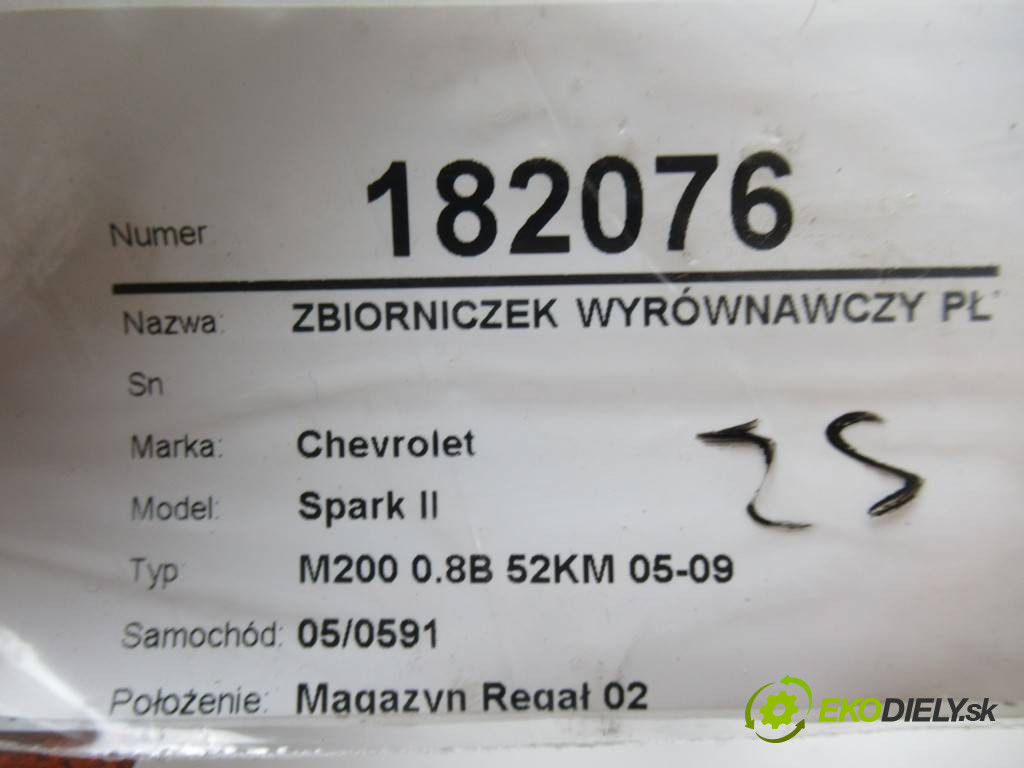 Numer 182076
Nazwa: ZBIORNICZEK WYRÓWNAWCZY PŁ
Sn
Marka: Chevrolet
Model: Spark II
Typ M200 0.8B 52KM 05-09
Samochód: 05/0591
Położenie: Magazyn Regał 02
EKODIELY.sk